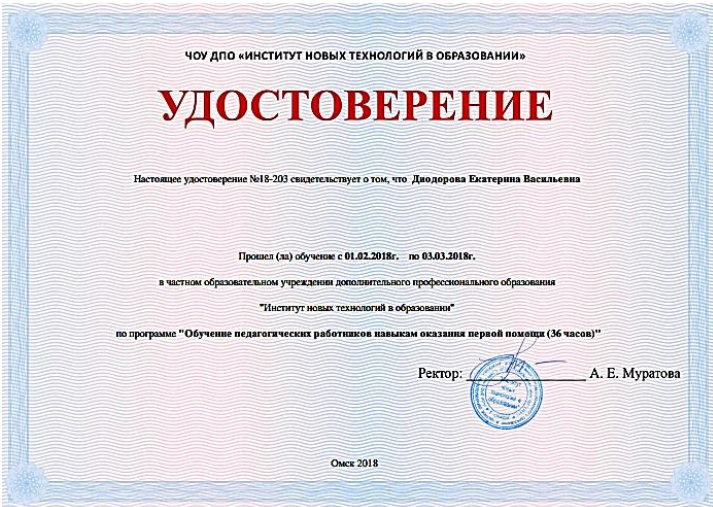 ЧОУ ДПО «ИНСТИТУТ НОВЫХ ТЕХНОЛОГИЙ В ОБРАЗОВАНИИ»
УДОСТОВЕРЕНИЕ
Настоящее удостоверение №18-203 свидетельствует о том, что Диодорова Екатерина Васильевна
Прошел (ла) обучение с 01.02.2018г. по 03.03.2018г.
в частном образовательном учреждении дополнительного профессионального образования
"Институт новых технологий в образовании"
по программе "Обучение педагогических работников навыкам оказания первой помощи (36 часов)"
Ректор: А. Е. Муратова
Омск 2018